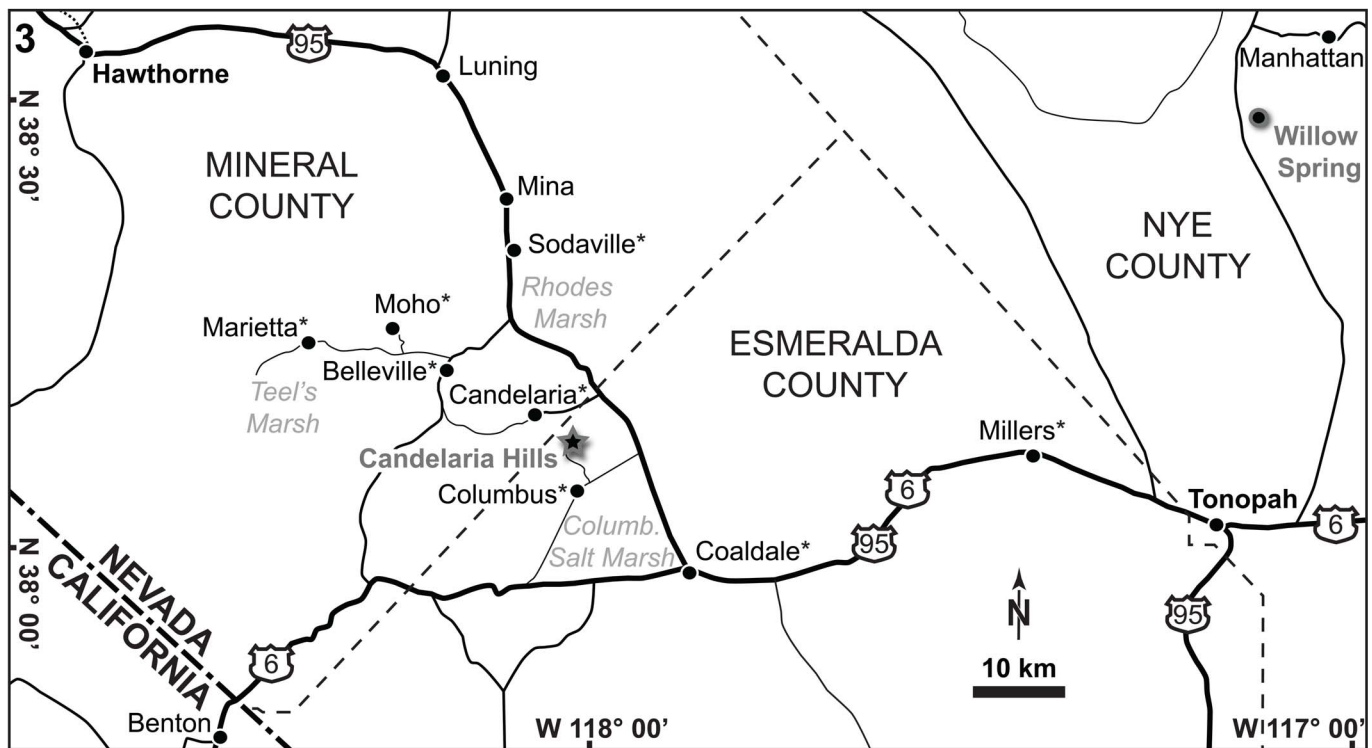 3
95
Hawthorne
Luning
Manhattan
N 38° 30’
Willow
Spring
MINERAL
COUNTY
Mina
Sodaville*
NYE
COUNTY
Rhodes
Marsh
Moho*
Marietta*
Belleville*
Teel’s
Marsh
ESMERALDA
COUNTY
Candelaria*
Candelaria Hills
Millers*
Columbus*
6
Tonopah
6
Columb.
Salt Marsh
Coaldale*
95
N 38° 00’
NEVADA
CALIFORNIA
N
95
6
10 km
Benton
W 118° 00’
W 117° 00’